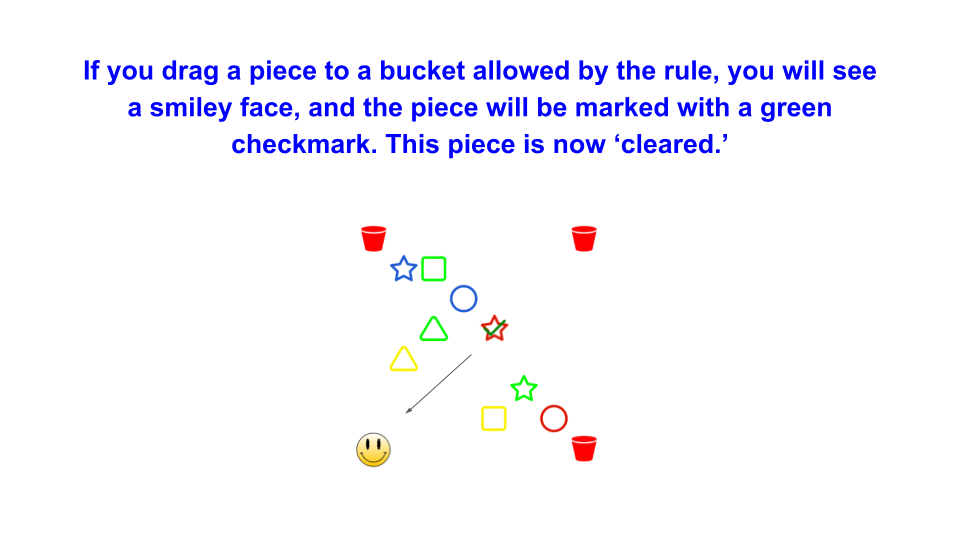 If you drag a piece to a bucket allowed by the rule, you will see
a smiley face, and the piece will be marked with a green
checkmark. This piece is now ‘cleared.’